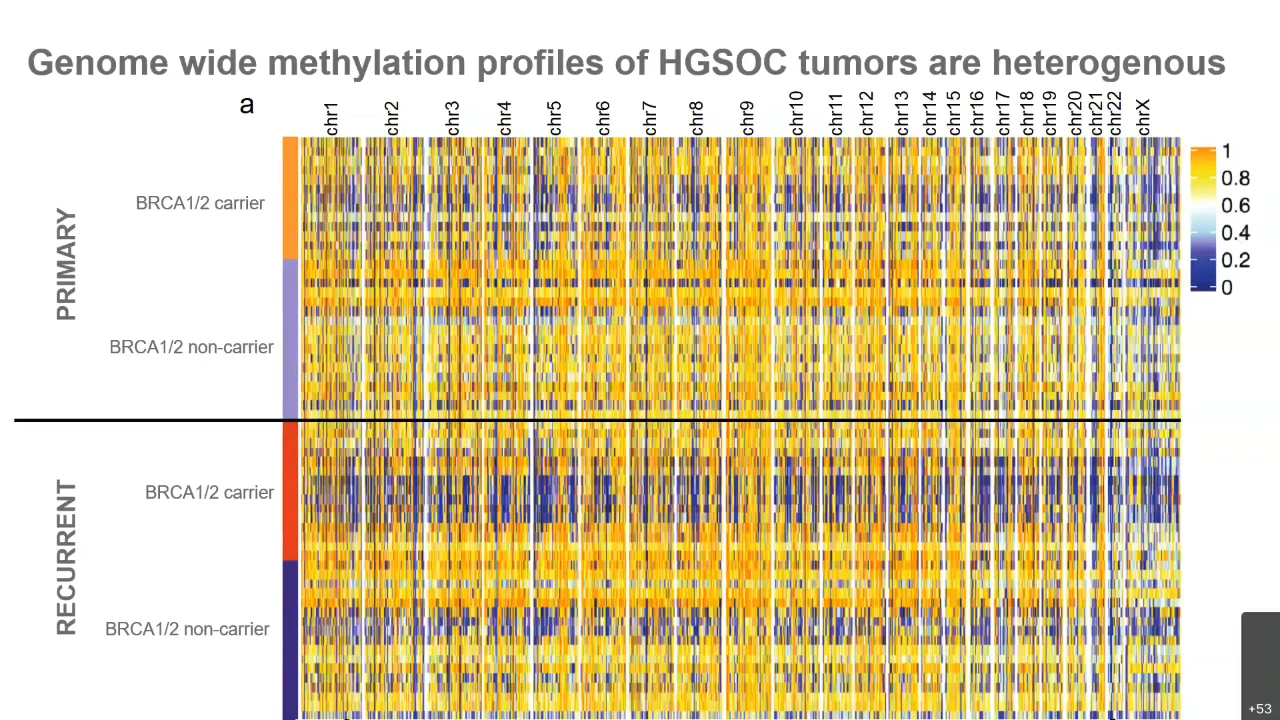 Genome wide methylation profiles of HGSOC tumors are heterogenous
a
chr1 chr2 chr3 chr4 chr5 chr6 chr7 chr8 chr9 chr10 chr11 chr12 chr13 chr14 chr15 chr16 chr17 chr18 chr19 chr20 chr21 chr22 chrX
PRIMARY
BRCA1/2 carrier
BRCA1/2 non-carrier
RECURRENT
BRCA1/2 carrier
BRCA1/2 non-carrier
1
0.8
0.6
0.4
0.2
0
+53